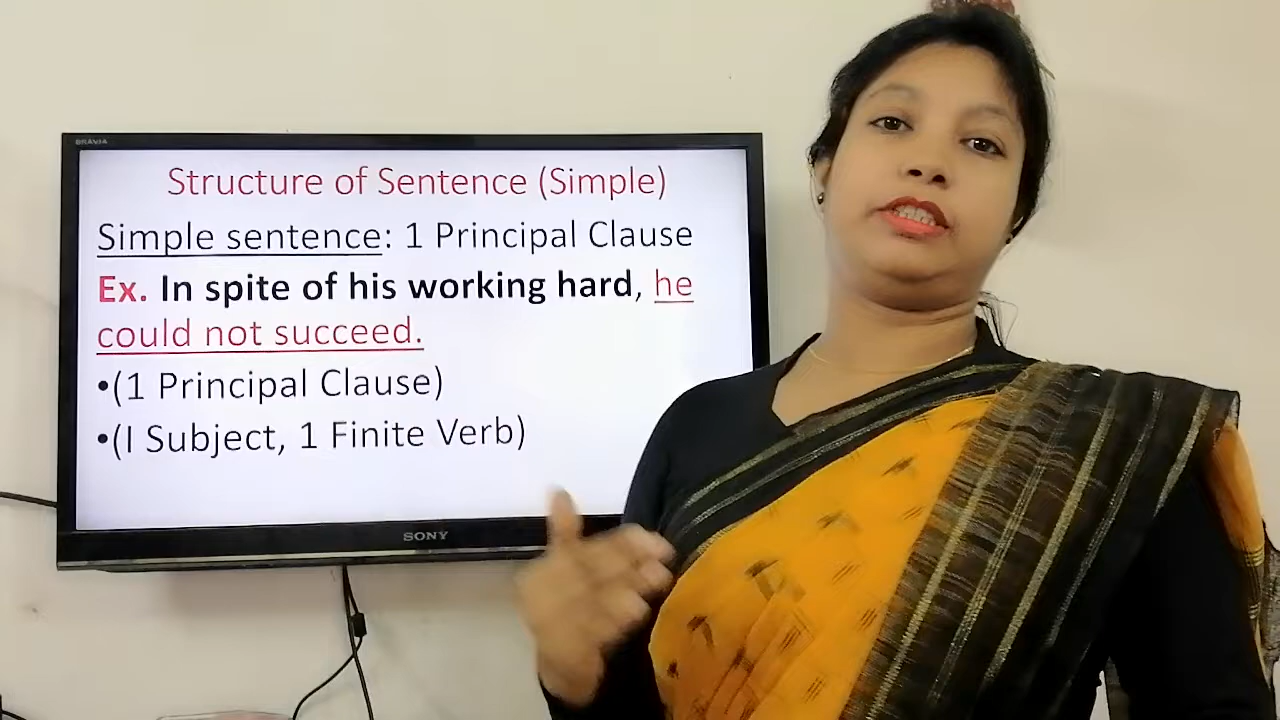 BRAVIA
Structure of Sentence (Simple)
Simple sentence: 1 Principal Clause
Ex. In spite of his working hard, he
could not succeed.
•(1 Principal Clause)
•(I Subject, 1 Finite Verb)
SONY